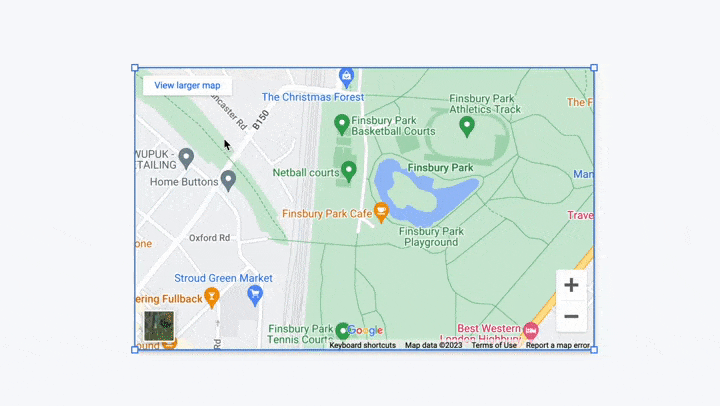 View larger map
The Christmas Forest
ncaster Rd
B150
Finsbury Park
Athletics Track
The F
Finsbury Park
Basketball Courts
WUPUK -
TAILING
Home Buttons
Netball courts
Finsbury Park
Man
Finsbury Park Cafe
Trave
Finsbury Park
Playground
one
Oxford Rd
Stroud Green Market
ering Fullback
+
−
Finsbury Park
Tennis Courts
Google
Best Western
London Highbury
ound
Rd
Keyboard shortcuts
Map data ©2023
Terms of Use
Report a map error